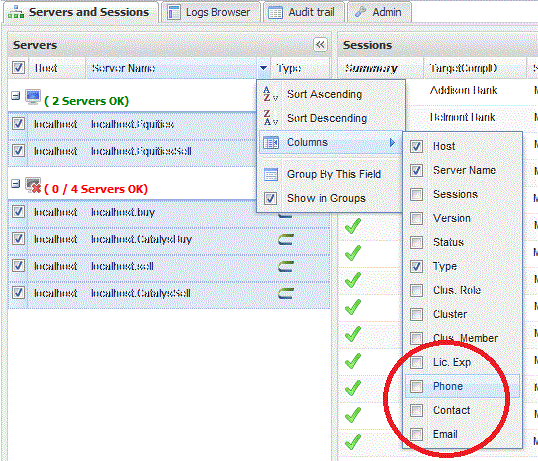 Servers and Sessions
Logs Browser
Audit trail
Admin
Servers
Sessions
Host
Server Name
Type
Summary
TargetCompID
S
( 2 Servers OK)
localhost
localhost.Equities
localhost
localhost.EquitiesSell
( 0 / 4 Servers OK)
localhost
localhost.buy
localhost
localhost.CatalysBuy
localhost
localhost.sell
localhost
localhost.CatalysSell
Sort Ascending
Sort Descending
Columns
Group By This Field
Show in Groups
Addison Bank
Belmont Bank
Host
Server Name
Sessions
Version
Status
Type
Clus. Role
Cluster
Clus. Member
Lic. Exp
Phone
Contact
Email